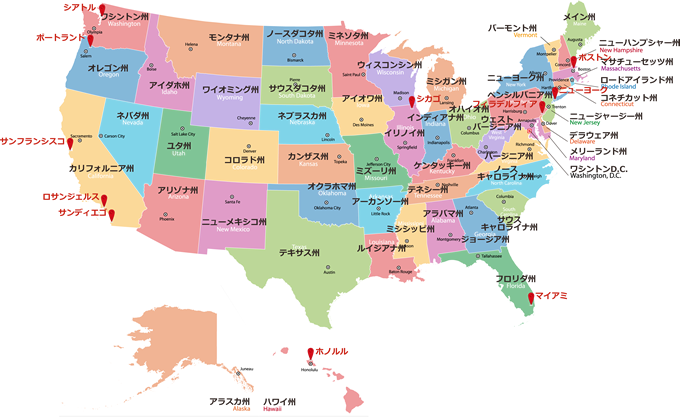 シアトル
ワシントン州
Washington
Olympia
ポートランド
Salem
オレゴン州
Oregon
モンタナ州
Montana
Helena
アイダホ州
Idaho
Boise
ノースダコタ州
North Dakota
Bismarck
ミネソタ州
Minnesota
Saint Paul
サウスダコタ州
South Dakota
Pierre
ワイオミング州
Wyoming
Cheyenne
ウィスコンシン州
Wisconsin
Madison
ミシガン州
Michigan
Lansing
アイオワ州
Des Moines
ネブラスカ州
Nebraska
Lincoln
ネバダ州
Nevada
Carson City
Salt Lake City
ユタ州
Utah
コロラド州
Denver
カンザス州
Kansas
Topeka
ミズーリ州
Missouri
Jefferson City
イリノイ州
Springfield
シカゴ
インディアナ州
Indiana
Indianapolis
オハイオ州
Ohio
Columbus
サンフランシスコ
Sacramento
カリフォルニア州
ロサンジェルス
サンディエゴ
アリゾナ州
Arizona
Phoenix
ニューメキシコ州
New Mexico
Santa Fe
オクラホマ州
Oklahoma
Oklahoma City
テキサス州
Austin
アーカンソー州
Little Rock
ルイジアナ州
Louisiana
Baton Rouge
ミシシッピ州
Jackson
アラバマ州
Alabama
Montgomery
テネシー州
Tennessee
Nashville
ケンタッキー州
Kentucky
Frankfort
ジョージア州
Georgia
Atlanta
フロリダ州
Florida
Tallahassee
マイアミ
サウス
キャロライナ州
Columbia
ノース
キャロライナ州
North Carolina
Raleigh
バージニア州
Richmond
ウエスト
バージニア州
Charleston
ペンシルバニア州
Harrisburg
フィラデルフィア
ニューヨーク州
New York
ニューヨーク
バーモント州
Vermont
Montpelier
メイン州
Augusta
ニューハンプシャー州
New Hampshire
Concord
ボストン
Boston
マサチューセッツ州
Massachusetts
ロードアイランド州
Rhode Island
コネチカット州
Connecticut
ニュージャージー州
New Jersey
Trenton
デラウェア州
Delaware
Dover
メリーランド州
Maryland
Annapolis
ワシントンD.C.
Washington, D.C.
アラスカ州
Alaska
Juneau
ハワイ州
Hawaii
ホノルル
Honolulu